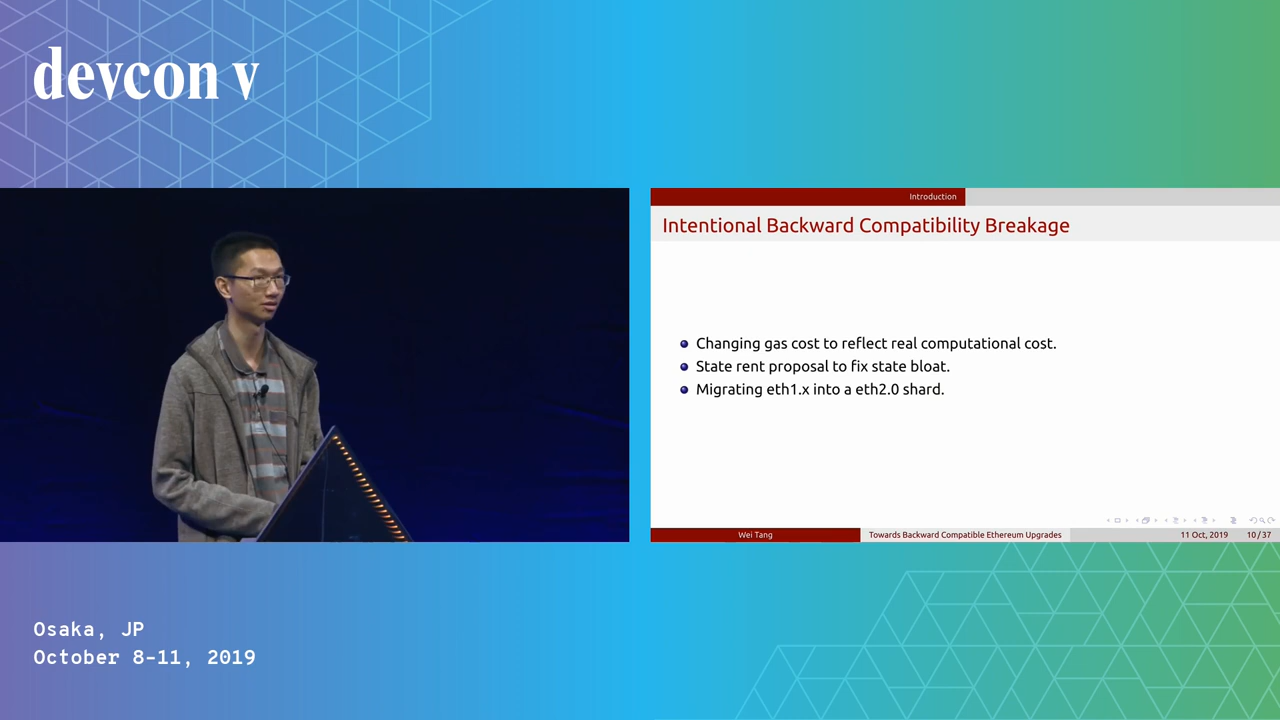 devcon v
Introduction
Intentional Backward Compatibility Breakage
Changing gas cost to reflect real computational cost.
State rent proposal to fix state bloat.
Migrating eth1.x into a eth2.0 shard.
Wei Tang Towards Backward Compatible Ethereum Upgrades 11 Oct, 2019 10/37
Osaka, JP
October 8-11, 2019